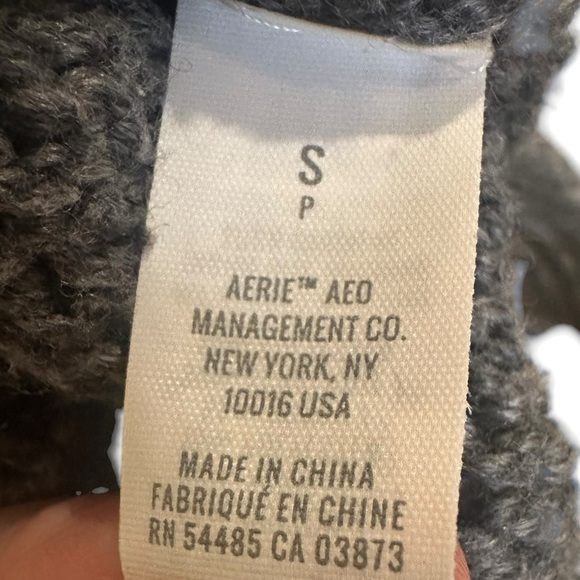 S
P
AERIE™ AEO
MANAGEMENT CO.
NEW YORK, NY
10016 USA
MADE IN CHINA
FABRIQUÉ EN CHINE
RN 54485 CA 03873